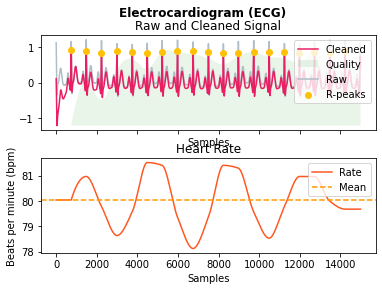 Electrocardiogram (ECG)
Raw and Cleaned Signal
1
0
−1
Cleaned
Quality
Raw
R-peaks
Samples
Heart Rate
Beats per minute (bpm)
81
80
79
78
Rate
Mean
0 2000 4000 6000 8000 10000 12000 14000
Samples